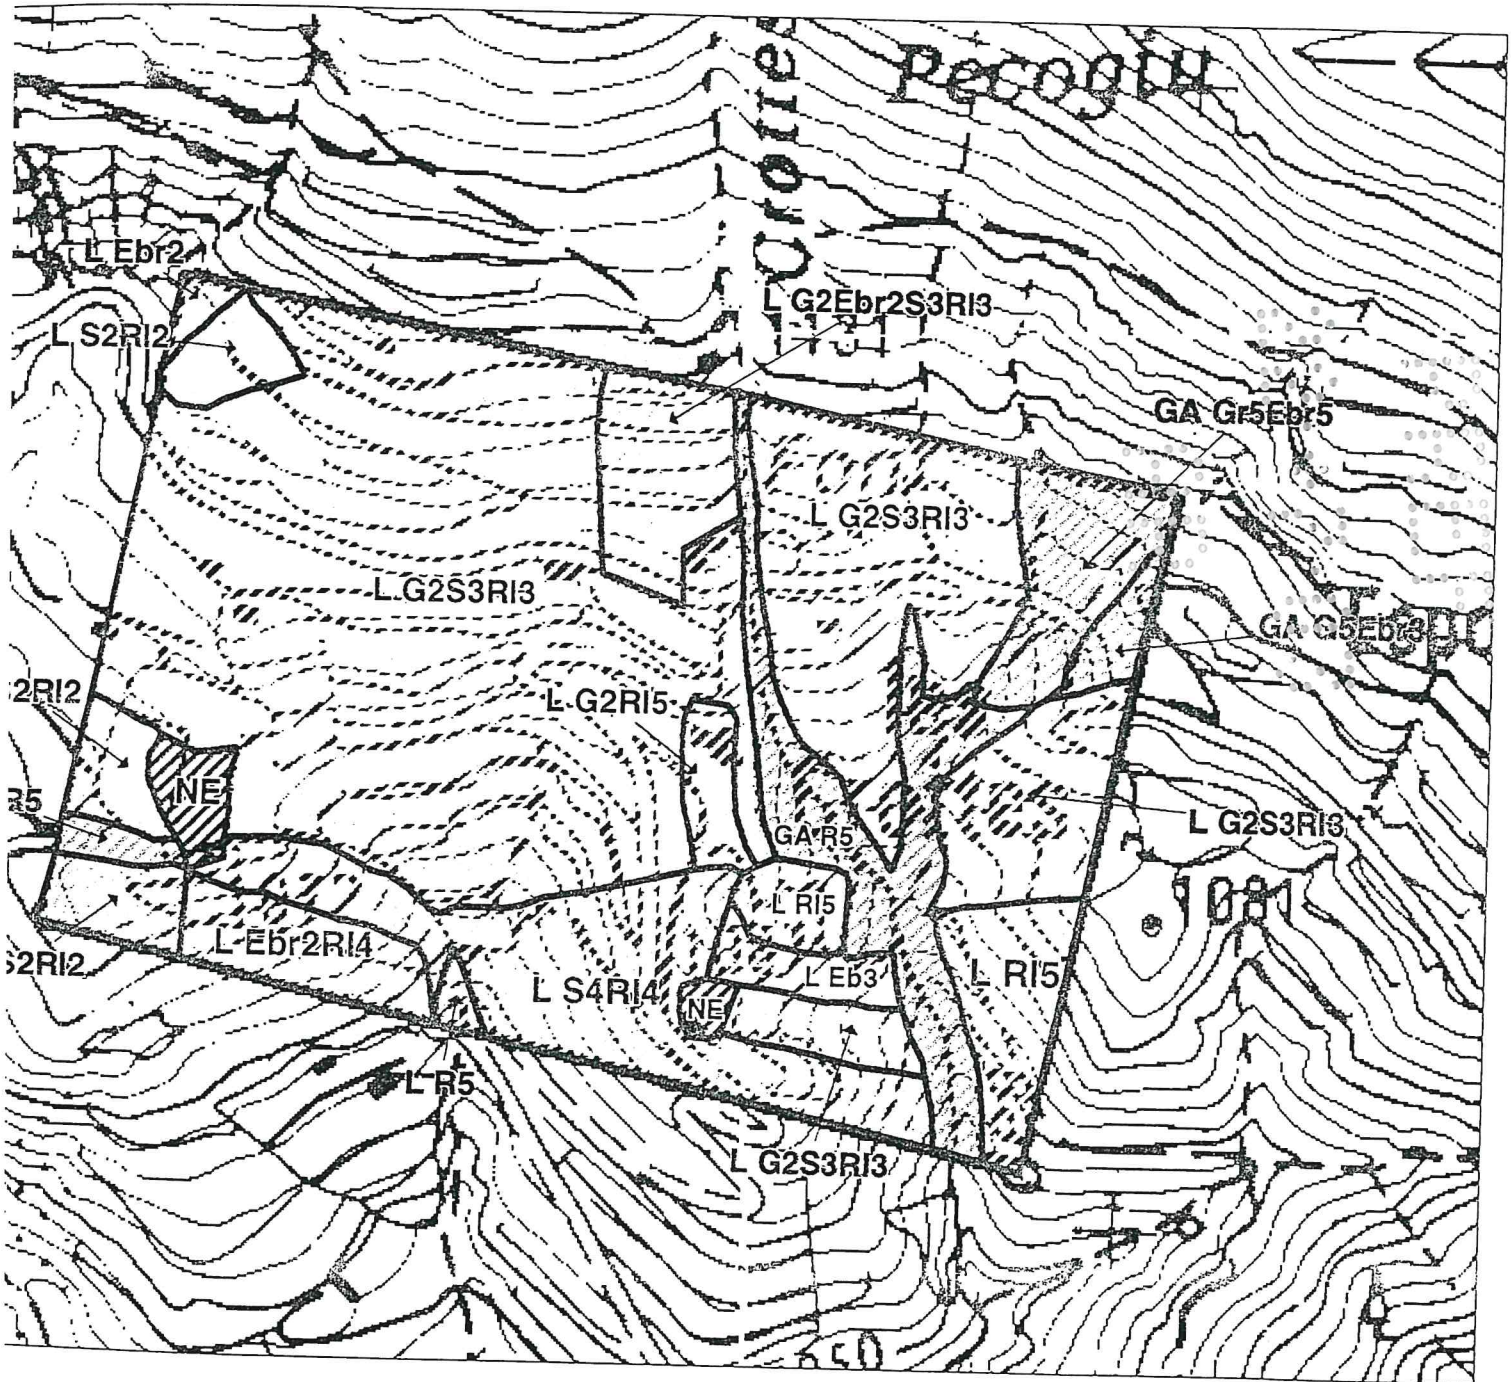 Pecogth
L Ebr2
L S2RI2
L G2Ebr2S3RI3
GA Gr5Ebr5
L G2S3RI3
L G2S3RI3
GA G5Ebr3
2RI2
L G2RI5
NE
R5
GA R5
L G2S3RI3
1081
L RI5
L Ebr2RI4
S2RI2
L S4RI4
L Eb3
L RI5
NE
L R5
L G2S3RI3